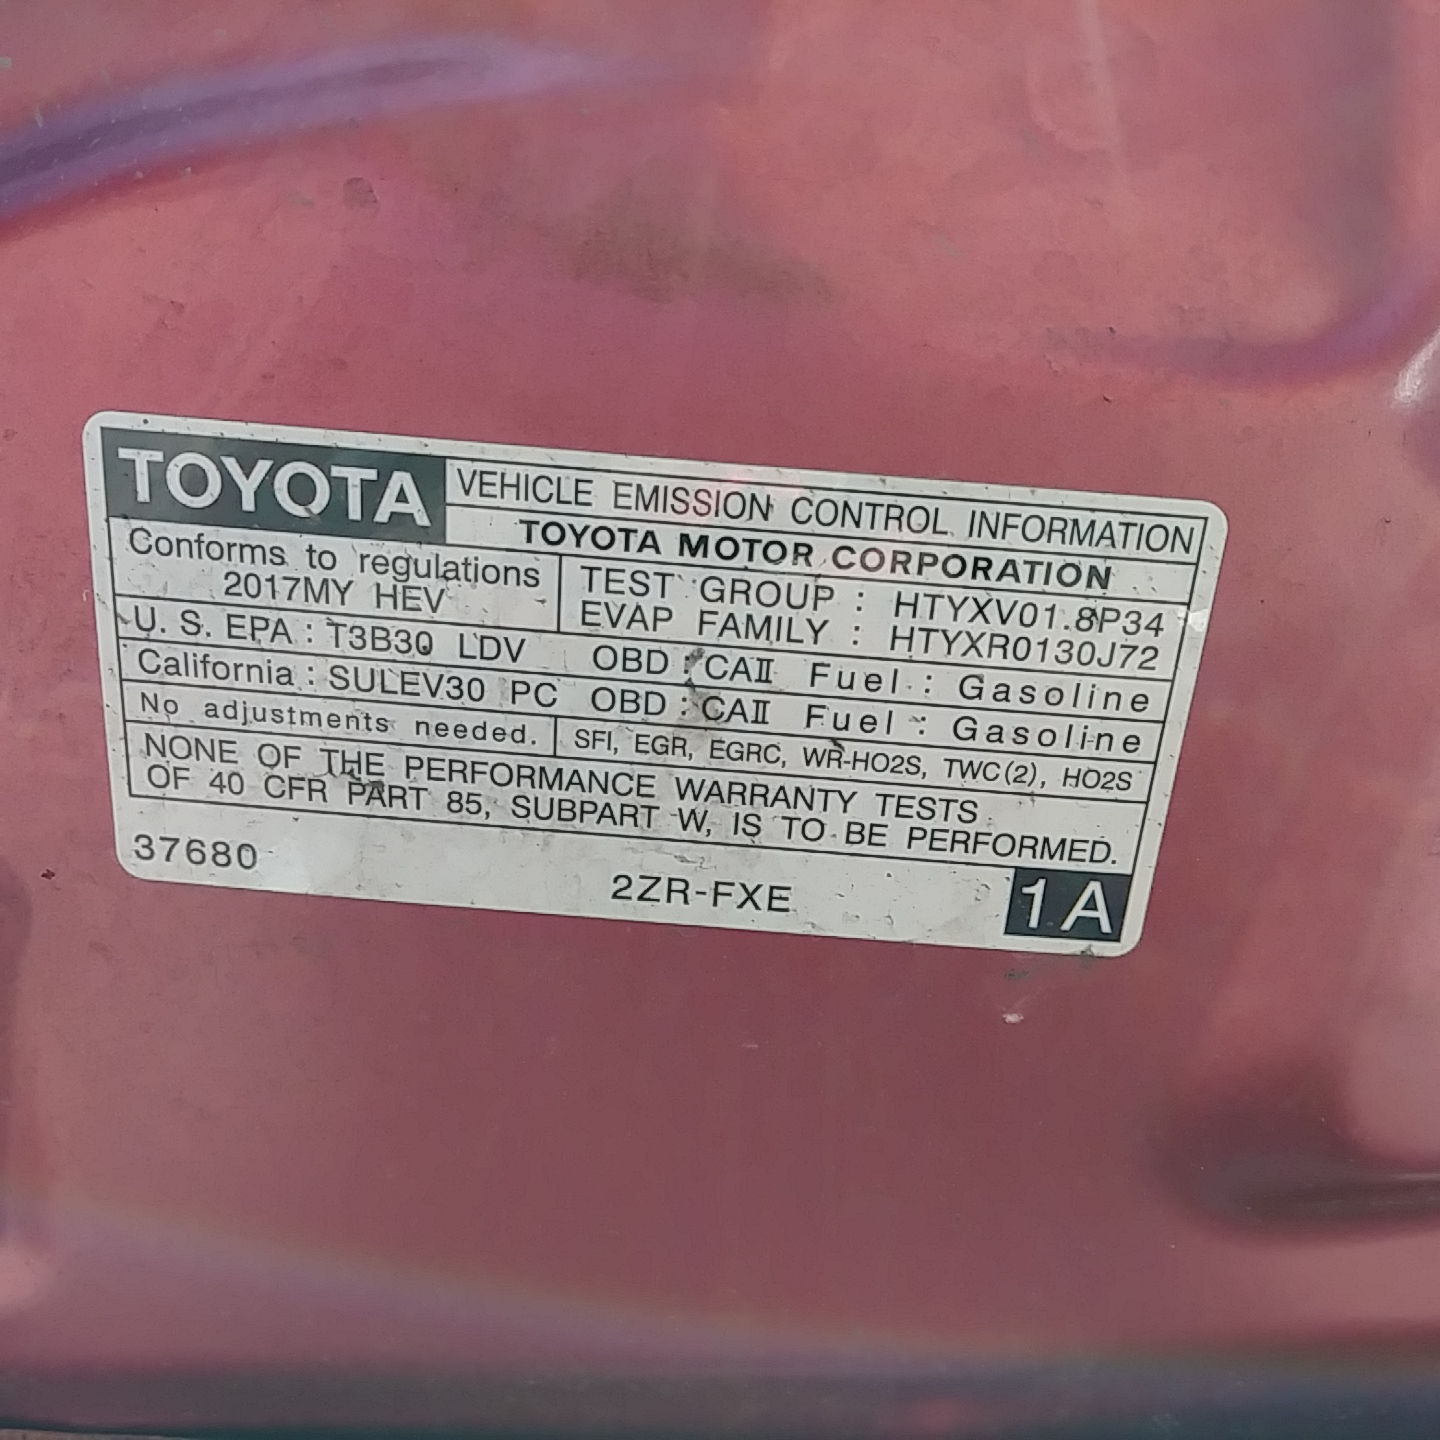 TOYOTA VEHICLE EMISSION CONTROL INFORMATION
TOYOTA MOTOR CORPORATION
Conforms to regulations
2017MY HEV
TEST GROUP : HTYXV01.8P34
EVAP FAMILY : HTYXR0130J72
U. S. EPA : T3B30 LDV OBD : CAII Fuel : Gasoline
California : SULEV30 PC OBD : CAII Fuel : Gasoline
No adjustments needed. SFI, EGR, EGRC, WR-HO2S, TWC(2), HO2S
NONE OF THE PERFORMANCE WARRANTY TESTS
OF 40 CFR PART 85, SUBPART W, IS TO BE PERFORMED.
37680 2ZR-FXE 1A